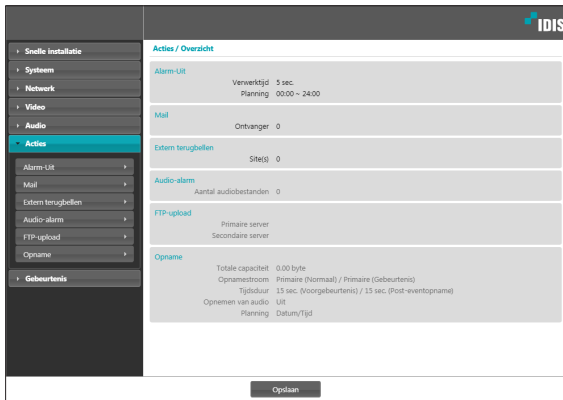 IDIS
Snelle installatie
Systeem
Netwerk
Video
Audio
Acties
Alarm-Uit
Mail
Extern terugbellen
Audio-alarm
FTP-upload
Opname
Gebeurtenis
Acties / Overzicht
Alarm-Uit
Verwerktijd 5 sec.
Planning 00:00 ~ 24:00
Mail
Ontvanger 0
Extern terugbellen
Site(s) 0
Audio-alarm
Aantal audiobestanden 0
FTP-upload
Primaire server
Secondaire server
Opname
Totale capaciteit 0.00 byte
Opnamestroom Primaire (Normaal) / Primaire (Gebeurtenis)
Tijdsduur 15 sec. (Voorgebeurtenis) / 15 sec. (Post-eventopname)
Opnemen van audio Uit
Planning Datum/Tijd
Opslaan